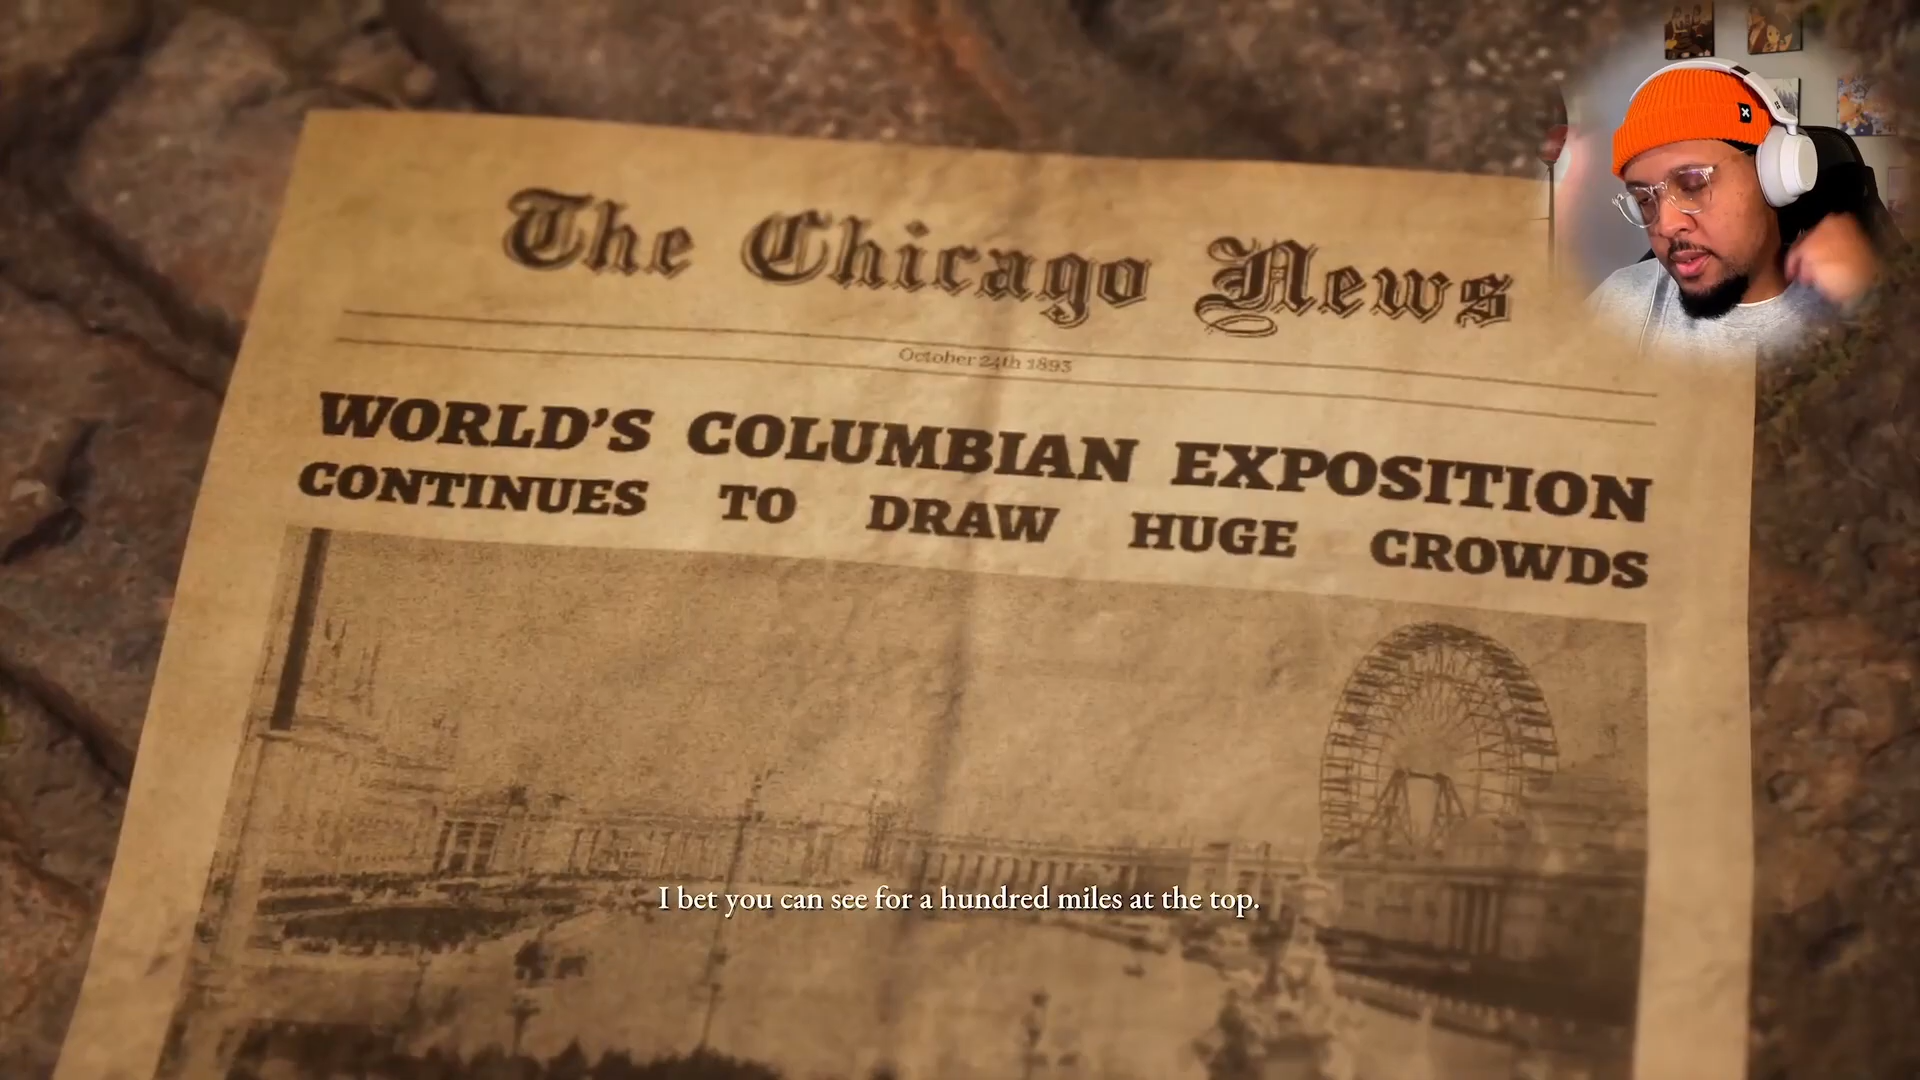 The Chicago News
October 24th 1893
WORLD'S COLUMBIAN EXPOSITION
CONTINUES TO DRAW HUGE CROWDS
I bet you can see for a hundred miles at the top.